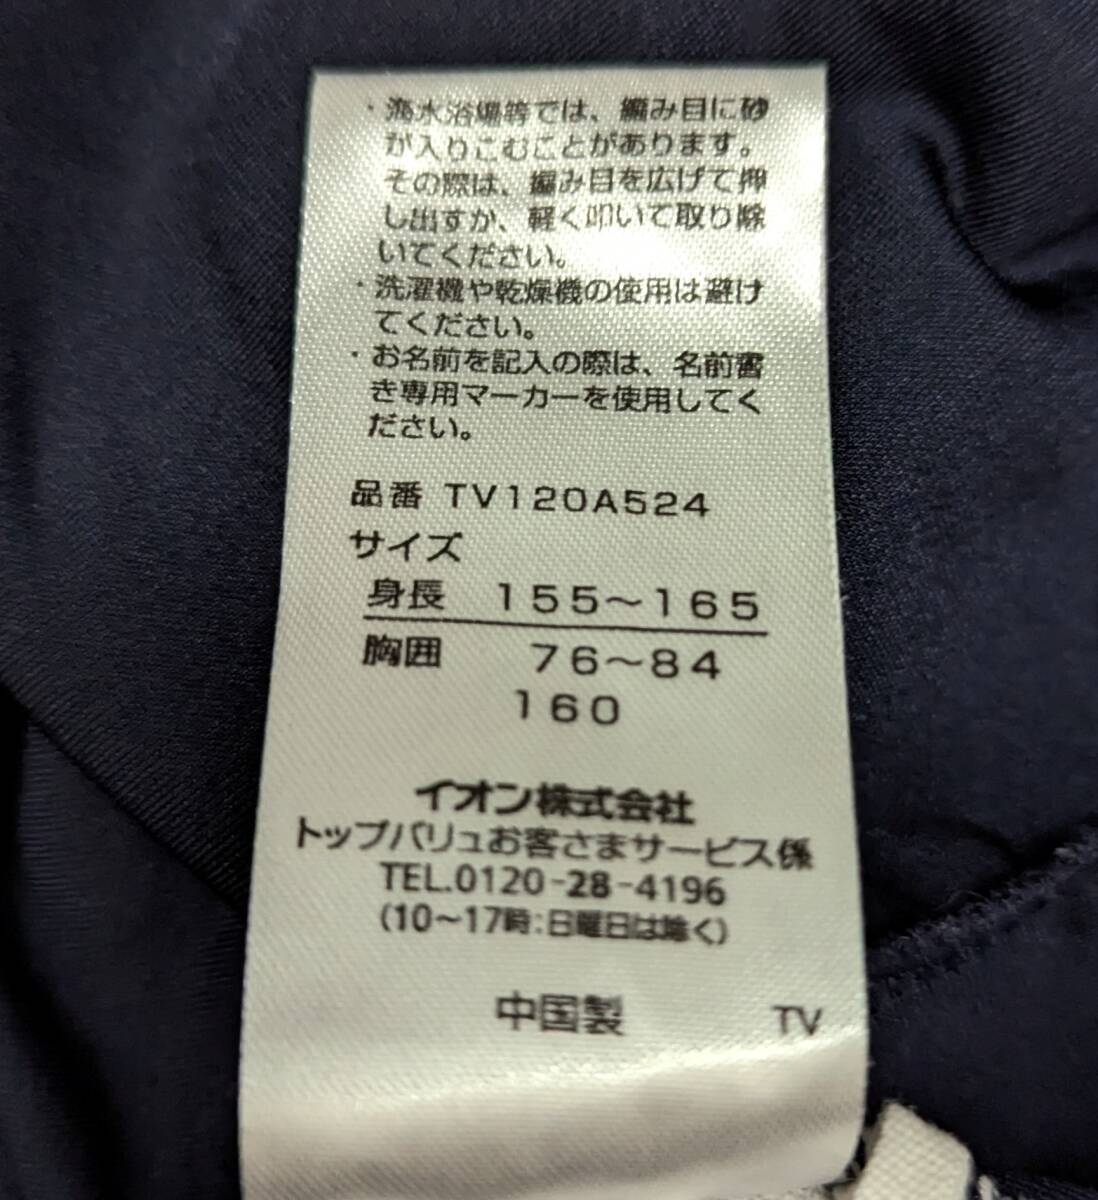 ・海水浴場等では、編み目に砂
が入りこむことがあります。
その際は、編み目を広げて押
し出すか、軽く叩いて取り除
いてください。
・洗濯機や乾燥機の使用は避け
てください。
・お名前を記入の際は、名前書
き専用マーカーを使用してく
ださい。
品番 TV120A524
サイズ
身長 155～165
胸囲 76～84
160
イオン株式会社
トップバリュお客さまサービス係
TEL.0120-28-4196
(10～17時:日曜日は除く)
中国製 TV